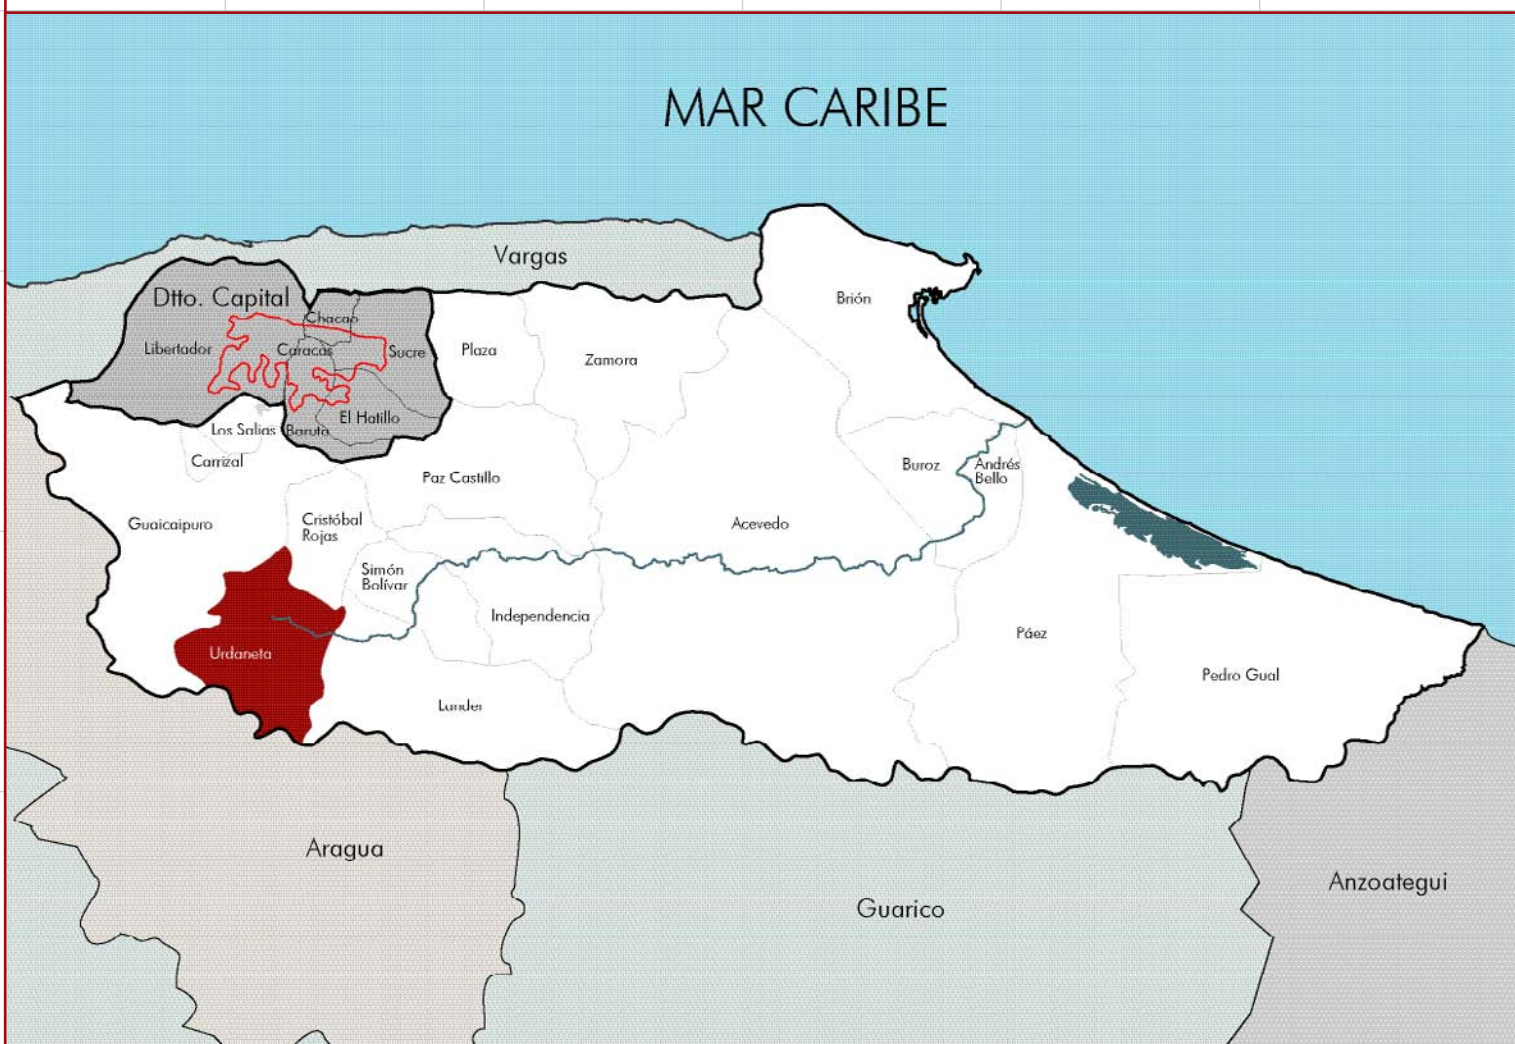 MAR CARIBE
Vargas
Dtto. Capital
Brión
Chacao
Libertador
Caracas
Sucre
Plaza
Zamora
El Hatillo
Los Salias
Baruta
Carrizal
Paz Castillo
Buroz
Andrés
Bello
Guaicaipuro
Cristóbal
Rojas
Acevedo
Simón
Bolívar
Independencia
Urdaneta
Páez
Pedro Gual
Lander
Aragua
Anzoategui
Guarico